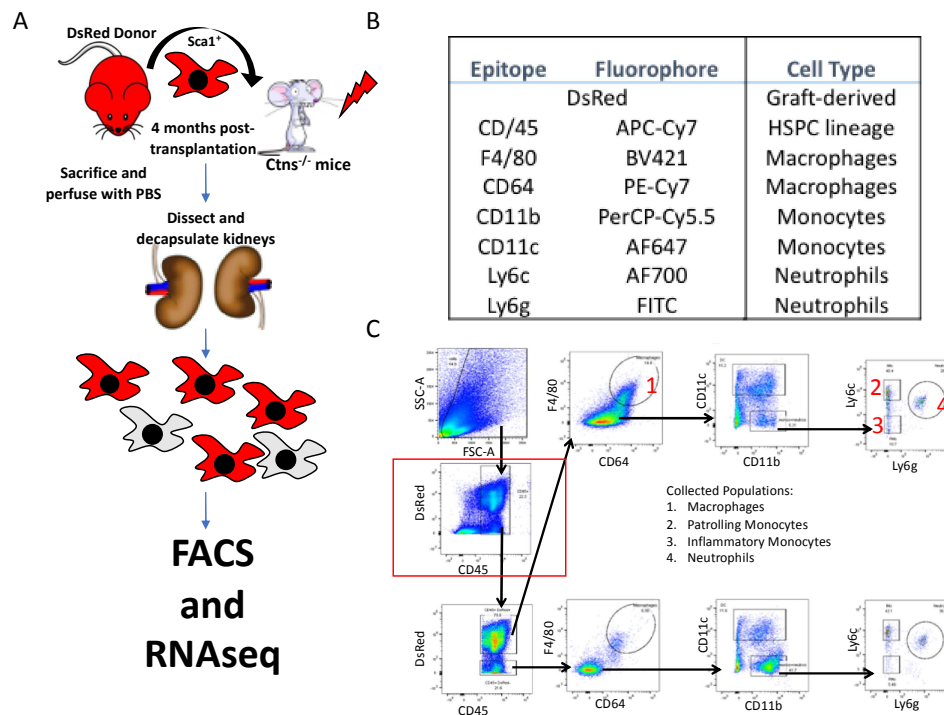 A
DsRed Donor
Sca1+
4 months post-
transplantation
Ctns-/- mice
Sacrifice and
perfuse with PBS
Dissect and
decapsulate kidneys
FACS
and
RNAseq
B
Epitope Fluorophore Cell Type
DsRed Graft-derived
CD/45 APC-Cy7 HSPC lineage
F4/80 BV421 Macrophages
CD64 PE-Cy7 Macrophages
CD11b PerCP-Cy5.5 Monocytes
CD11c AF647 Monocytes
Ly6c AF700 Neutrophils
Ly6g FITC Neutrophils
C
SSC-A
FSC-A
F4/80
Macrophages
1
CD64
CD11c
CD11b
Ly6c
2
3
4
Ly6g
DsRed
CD45+
CD45
Collected Populations:
1. Macrophages
2. Patrolling Monocytes
3. Inflammatory Monocytes
4. Neutrophils
DsRed
CD45
F4/80
Macrophages
CD64
CD11c
CD11b
Ly6c
Ly6g